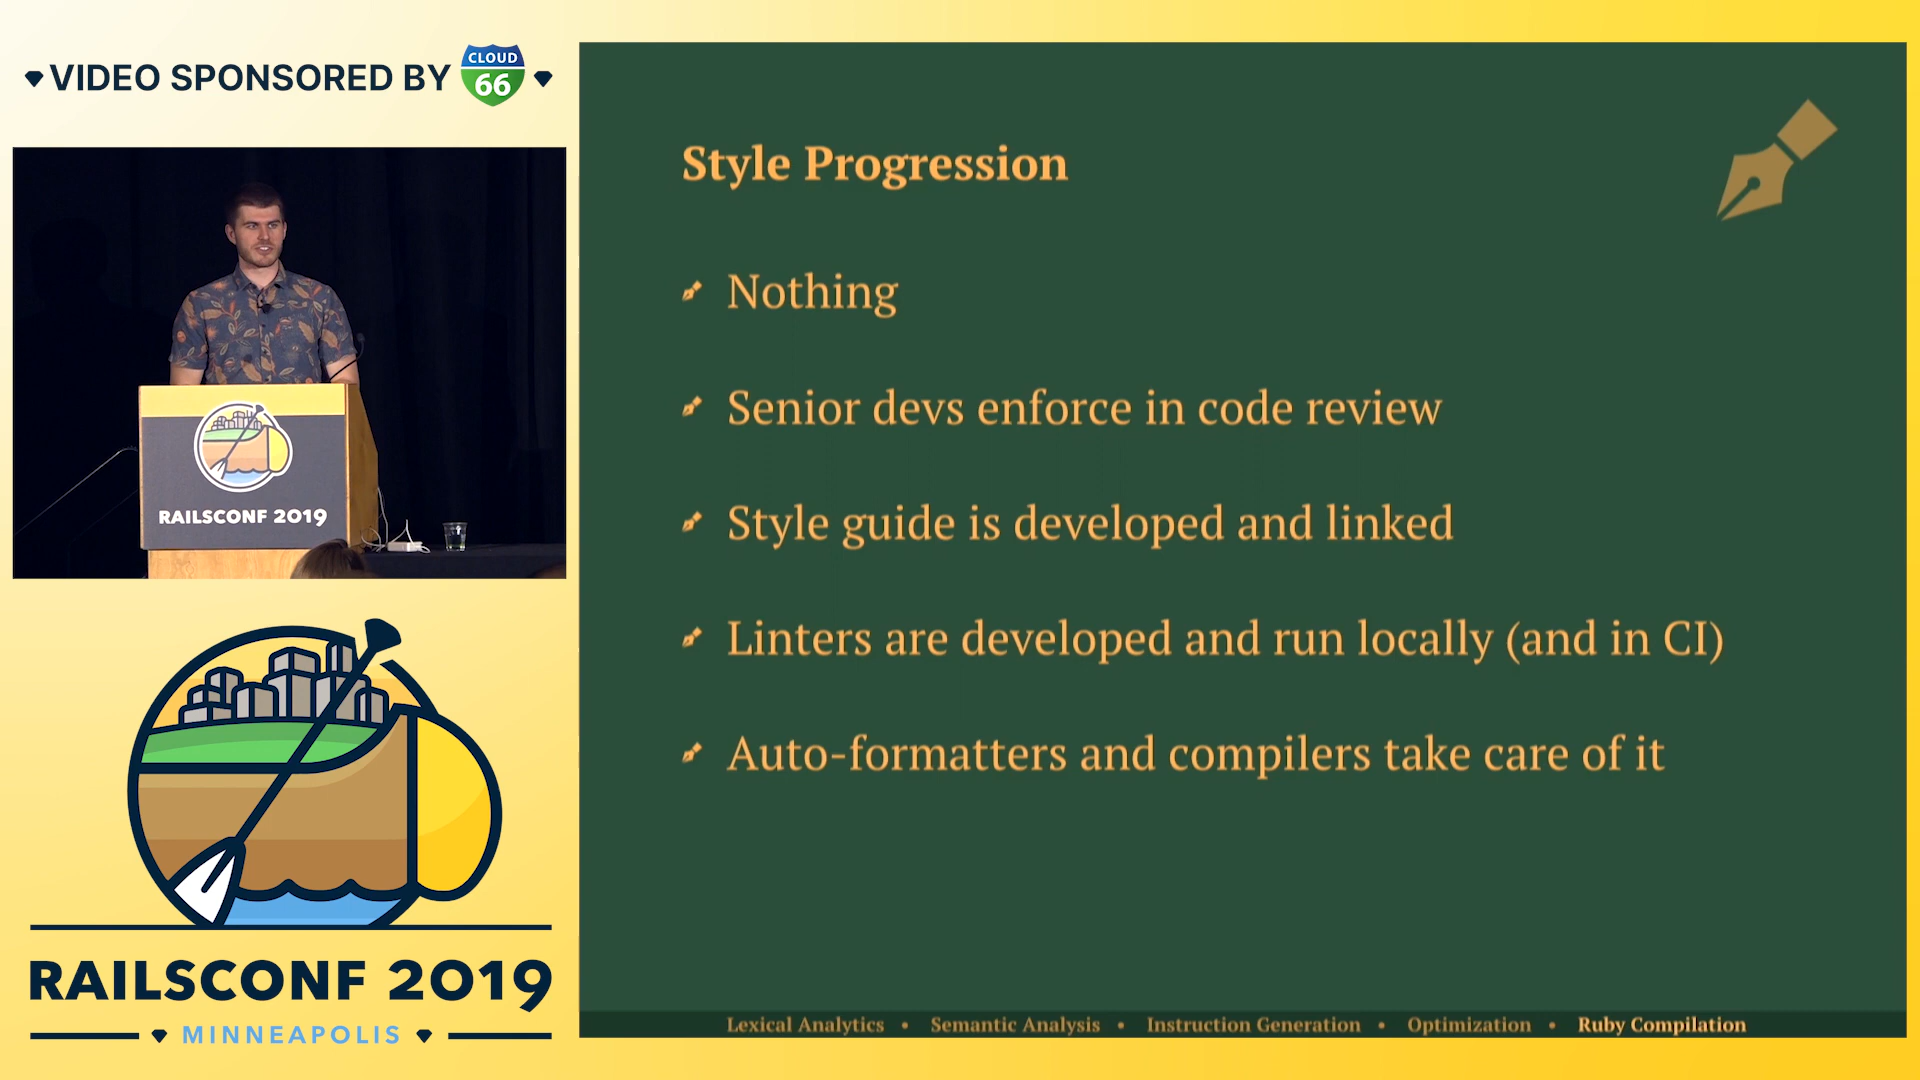 VIDEO SPONSORED BY
CLOUD
66
RAILSCONF 2019
RAILSCONF 2019
MINNEAPOLIS
Style Progression
Nothing
Senior devs enforce in code review
Style guide is developed and linked
Linters are developed and run locally (and in CI)
Auto-formatters and compilers take care of it
Lexical Analytics • Semantic Analysis • Instruction Generation • Optimization • Ruby Compilation